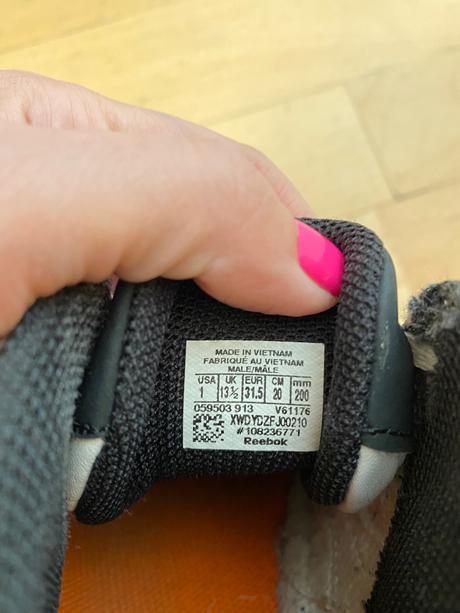 MADE IN VIETNAM
FABRIQUÉ AU VIETNAM
MALE/MÂLE
USA UK EUR CM mm
1 13½ 31.5 20 200
059503 913 V61176
XWDYDZFJ00210
#108236771
Reebok